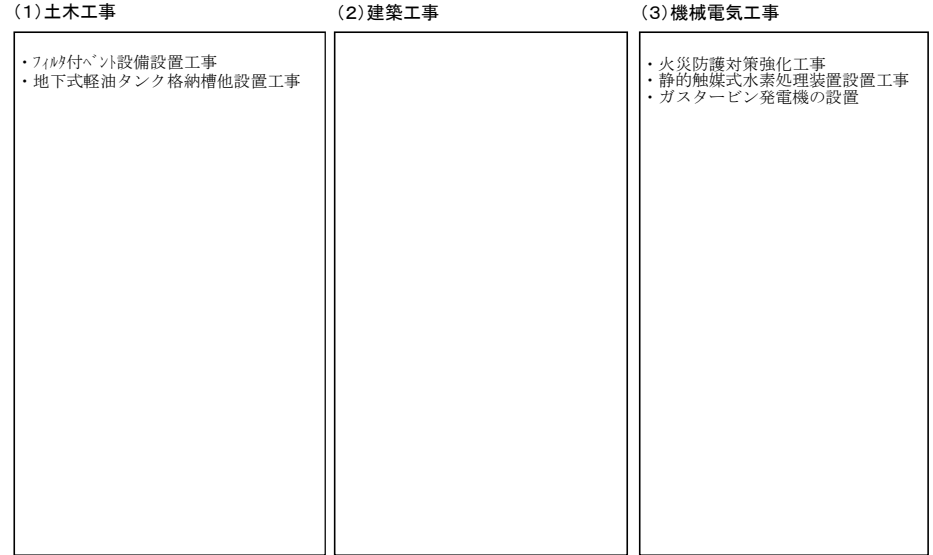 (1)土木工事
・フィルタ付ベント設備設置工事
・地下式軽油タンク格納槽他設置工事
(2)建築工事
(3)機械電気工事
・火災防護対策強化工事
・静的触媒式水素処理装置設置工事
・ガスタービン発電機の設置